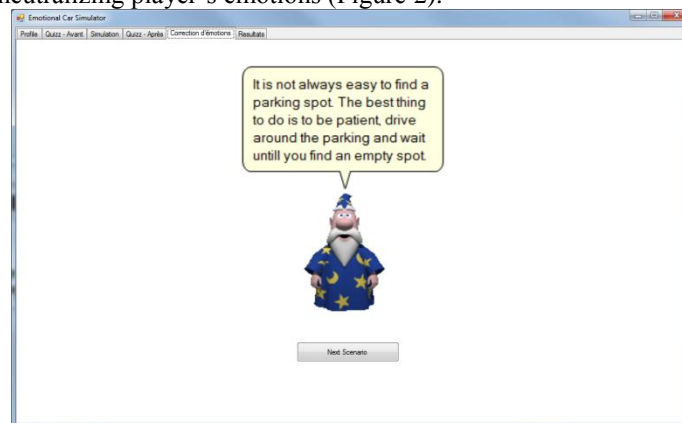 neutralizing player's emotions (Figure 2).
Emotional Car Simulator
Profile Quizz - Avant Simulation Quizz - Après Correction d'émotions Resultats
It is not always easy to find a
parking spot. The best thing
to do is to be patient, drive
around the parking and wait
untill you find an empty spot.
Next Scenario